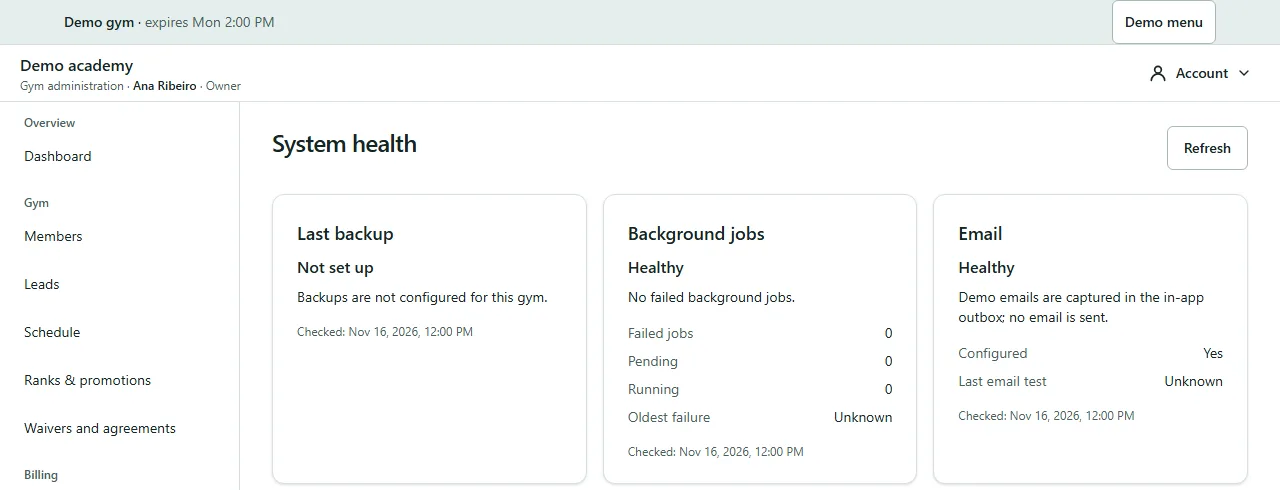 Demo gym · expires Mon 2:00 PM
Demo menu
Demo academy
Gym administration · Ana Ribeiro · Owner
Account
Overview
Dashboard
Gym
Members
Leads
Schedule
Ranks & promotions
Waivers and agreements
Billing
System health
Refresh
Last backup
Not set up
Backups are not configured for this gym.
Checked: Nov 16, 2026, 12:00 PM
Background jobs
Healthy
No failed background jobs.
Failed jobs 0
Pending 0
Running 0
Oldest failure Unknown
Checked: Nov 16, 2026, 12:00 PM
Email
Healthy
Demo emails are captured in the in-app
outbox; no email is sent.
Configured Yes
Last email test Unknown
Checked: Nov 16, 2026, 12:00 PM